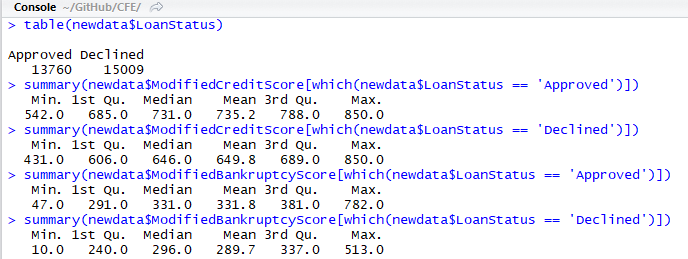 Console ~/GitHub/CFE/
> table(newdata$LoanStatus)
Approved Declined
13760 15009
> summary(newdata$ModifiedCreditScore[which(newdata$LoanStatus == 'Approved')])
Min. 1st Qu. Median Mean 3rd Qu. Max.
542.0 685.0 731.0 735.2 788.0 850.0
> summary(newdata$ModifiedCreditScore[which(newdata$LoanStatus == 'Declined')])
Min. 1st Qu. Median Mean 3rd Qu. Max.
431.0 606.0 646.0 649.8 689.0 850.0
> summary(newdata$ModifiedBankruptcyScore[which(newdata$LoanStatus == 'Approved')])
Min. 1st Qu. Median Mean 3rd Qu. Max.
47.0 291.0 331.0 331.8 381.0 782.0
> summary(newdata$ModifiedBankruptcyScore[which(newdata$LoanStatus == 'Declined')])
Min. 1st Qu. Median Mean 3rd Qu. Max.
10.0 240.0 296.0 289.7 337.0 513.0